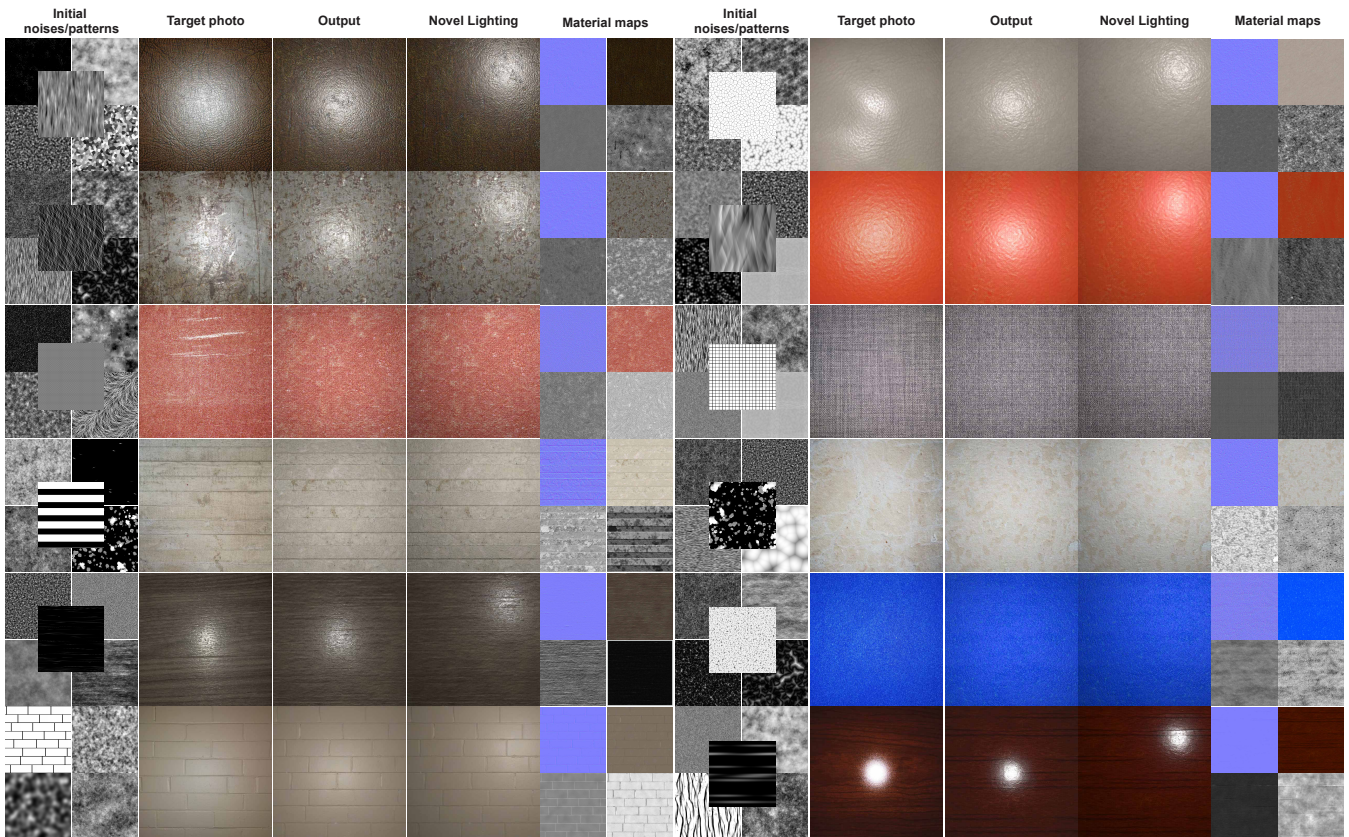 Initial
noises/patterns
Target photo
Output
Novel Lighting
Material maps
Initial
noises/patterns
Target photo
Output
Novel Lighting
Material maps